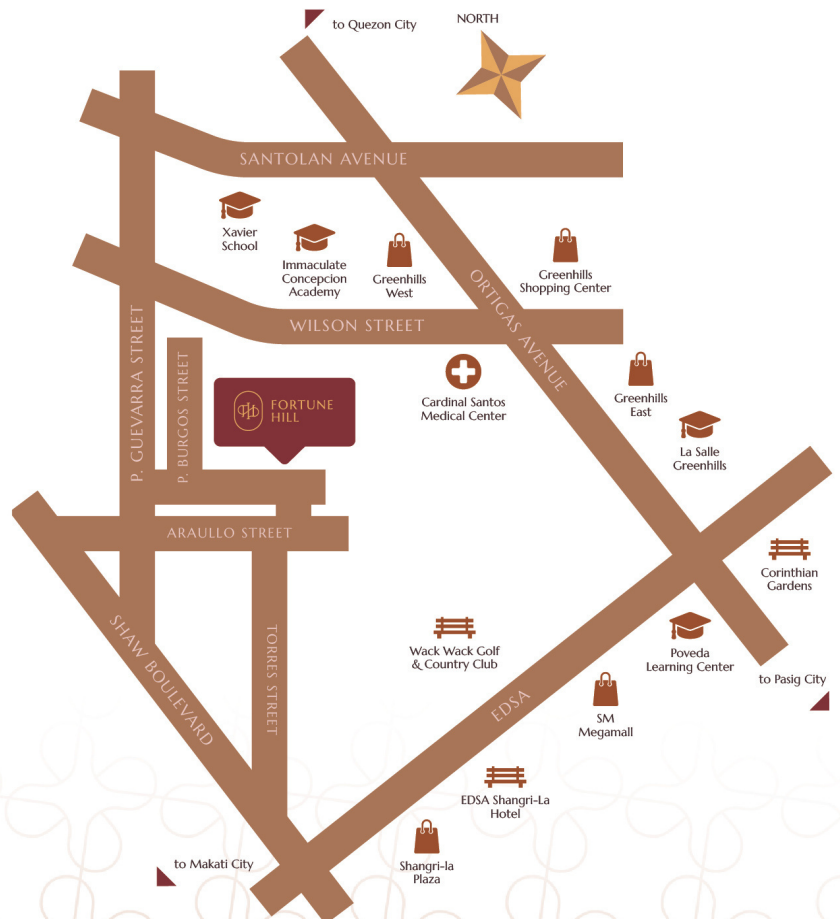 to Quezon City
NORTH
SANTOLAN AVENUE
Xavier
School
Immaculate
Concepcion
Academy
Greenhills
West
Greenhills
Shopping Center
ORTIGAS AVENUE
WILSON STREET
P. GUEVARRA STREET
P. BURGOS STREET
FORTUNE
HILL
Cardinal Santos
Medical Center
Greenhills
East
La Salle
Greenhills
ARAULLO STREET
Corinthian
Gardens
SHAW BOULEVARD
TORRES STREET
Wack Wack Golf
& Country Club
Poveda
Learning Center
to Pasig City
EDSA
SM
Megamall
EDSA Shangri-La
Hotel
to Makati City
Shangri-la
Plaza